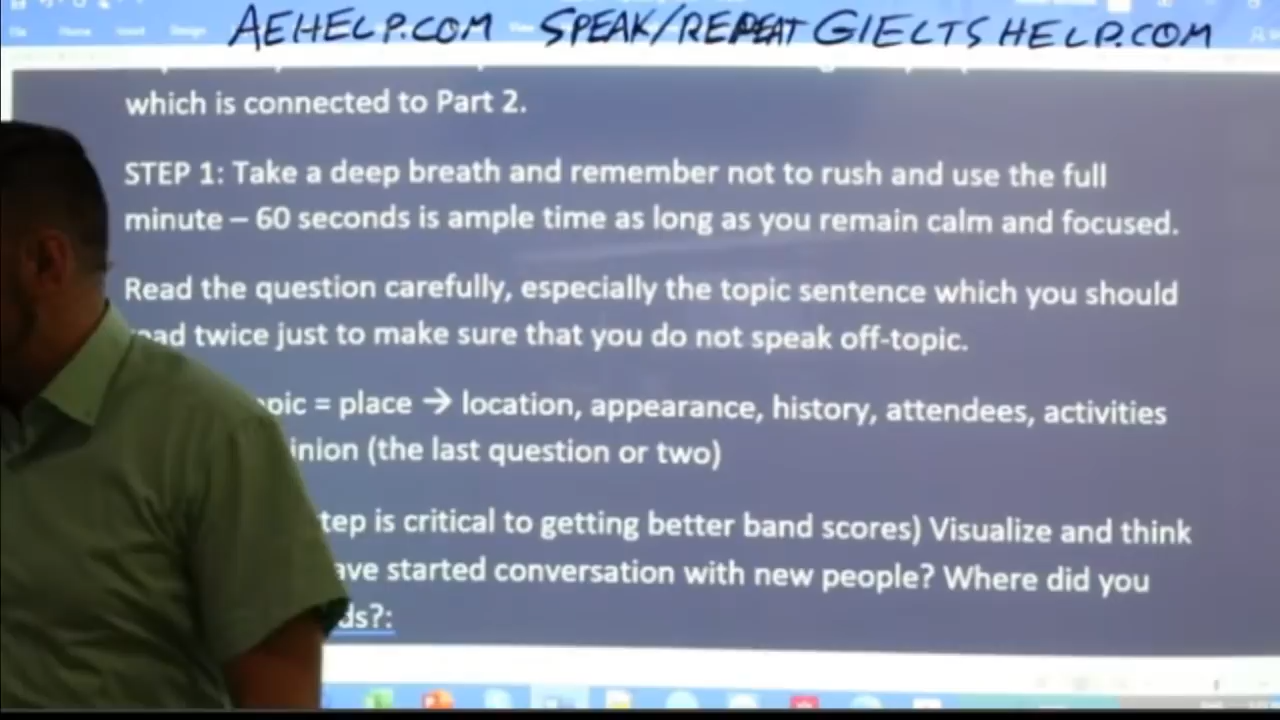 AEHELP.COM SPEAK/REPEAT GIELTSHELP.COM
which is connected to Part 2.
STEP 1: Take a deep breath and remember not to rush and use the full
minute – 60 seconds is ample time as long as you remain calm and focused.
Read the question carefully, especially the topic sentence which you should
ad twice just to make sure that you do not speak off-topic.
pic = place → location, appearance, history, attendees, activities
inion (the last question or two)
tep is critical to getting better band scores) Visualize and think
ave started conversation with new people? Where did you
ds?: